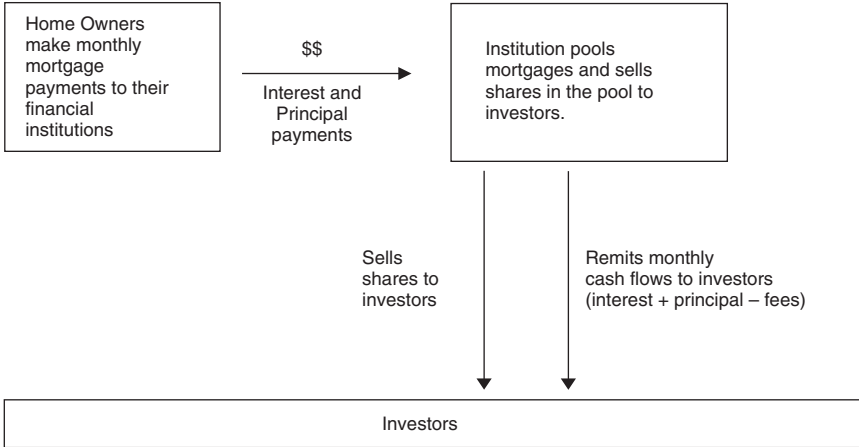 Home Owners
make monthly
mortgage
payments to their
financial
institutions
$$
Interest and
Principal
payments
Institution pools
mortgages and sells
shares in the pool to
investors.
Sells
shares to
investors
Remits monthly
cash flows to investors
(interest + principal – fees)
Investors